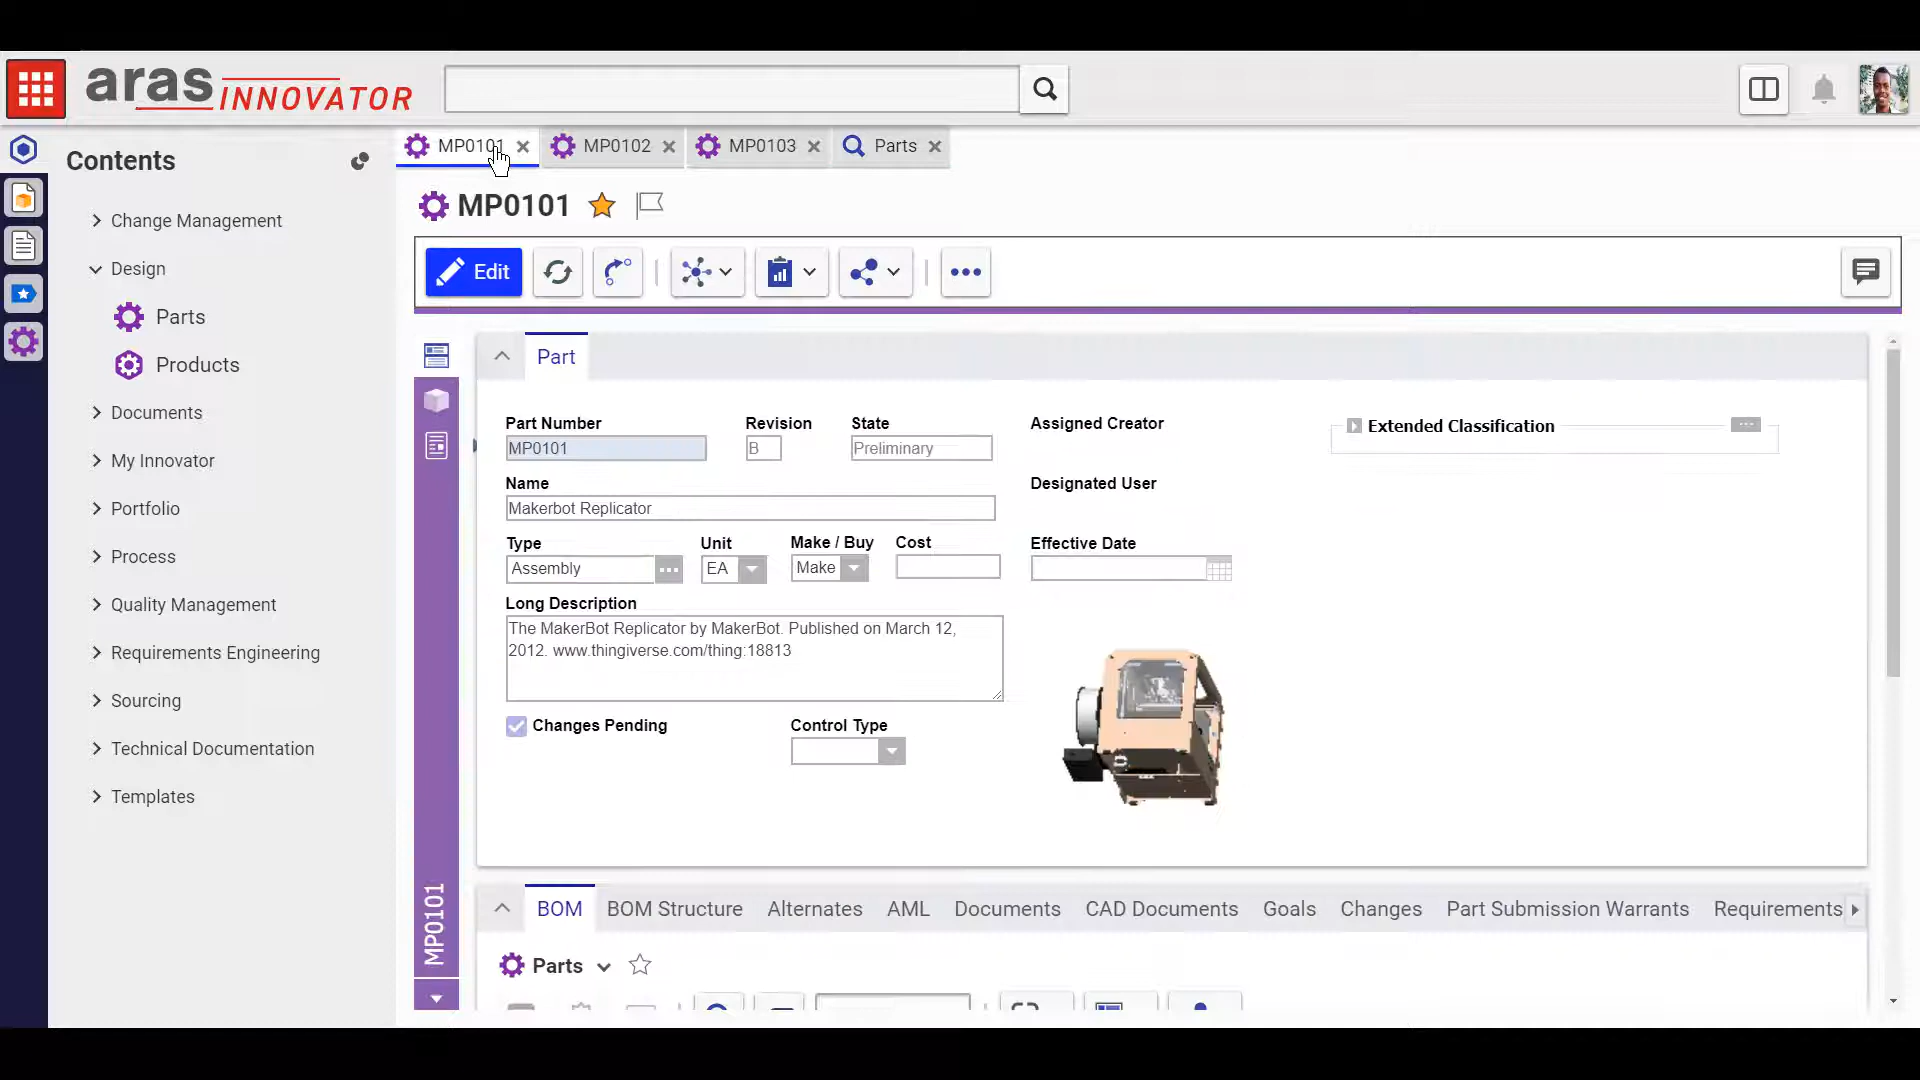 aras INNOVATOR
Contents
Change Management
Design
Parts
Products
Documents
My Innovator
Portfolio
Process
Quality Management
Requirements Engineering
Sourcing
Technical Documentation
Templates
MP0101
MP0102
MP0103
Parts
MP0101
Edit
Part
Part Number
Revision
State
Assigned Creator
Extended Classification
MP0101
B
Preliminary
Name
Designated User
Makerbot Replicator
Type
Unit
Make / Buy
Cost
Effective Date
Assembly
EA
Make
Long Description
The MakerBot Replicator by MakerBot. Published on March 12,
2012. www.thingiverse.com/thing:18813
Changes Pending
Control Type
MP0101
BOM
BOM Structure
Alternates
AML
Documents
CAD Documents
Goals
Changes
Part Submission Warrants
Requirements
Parts